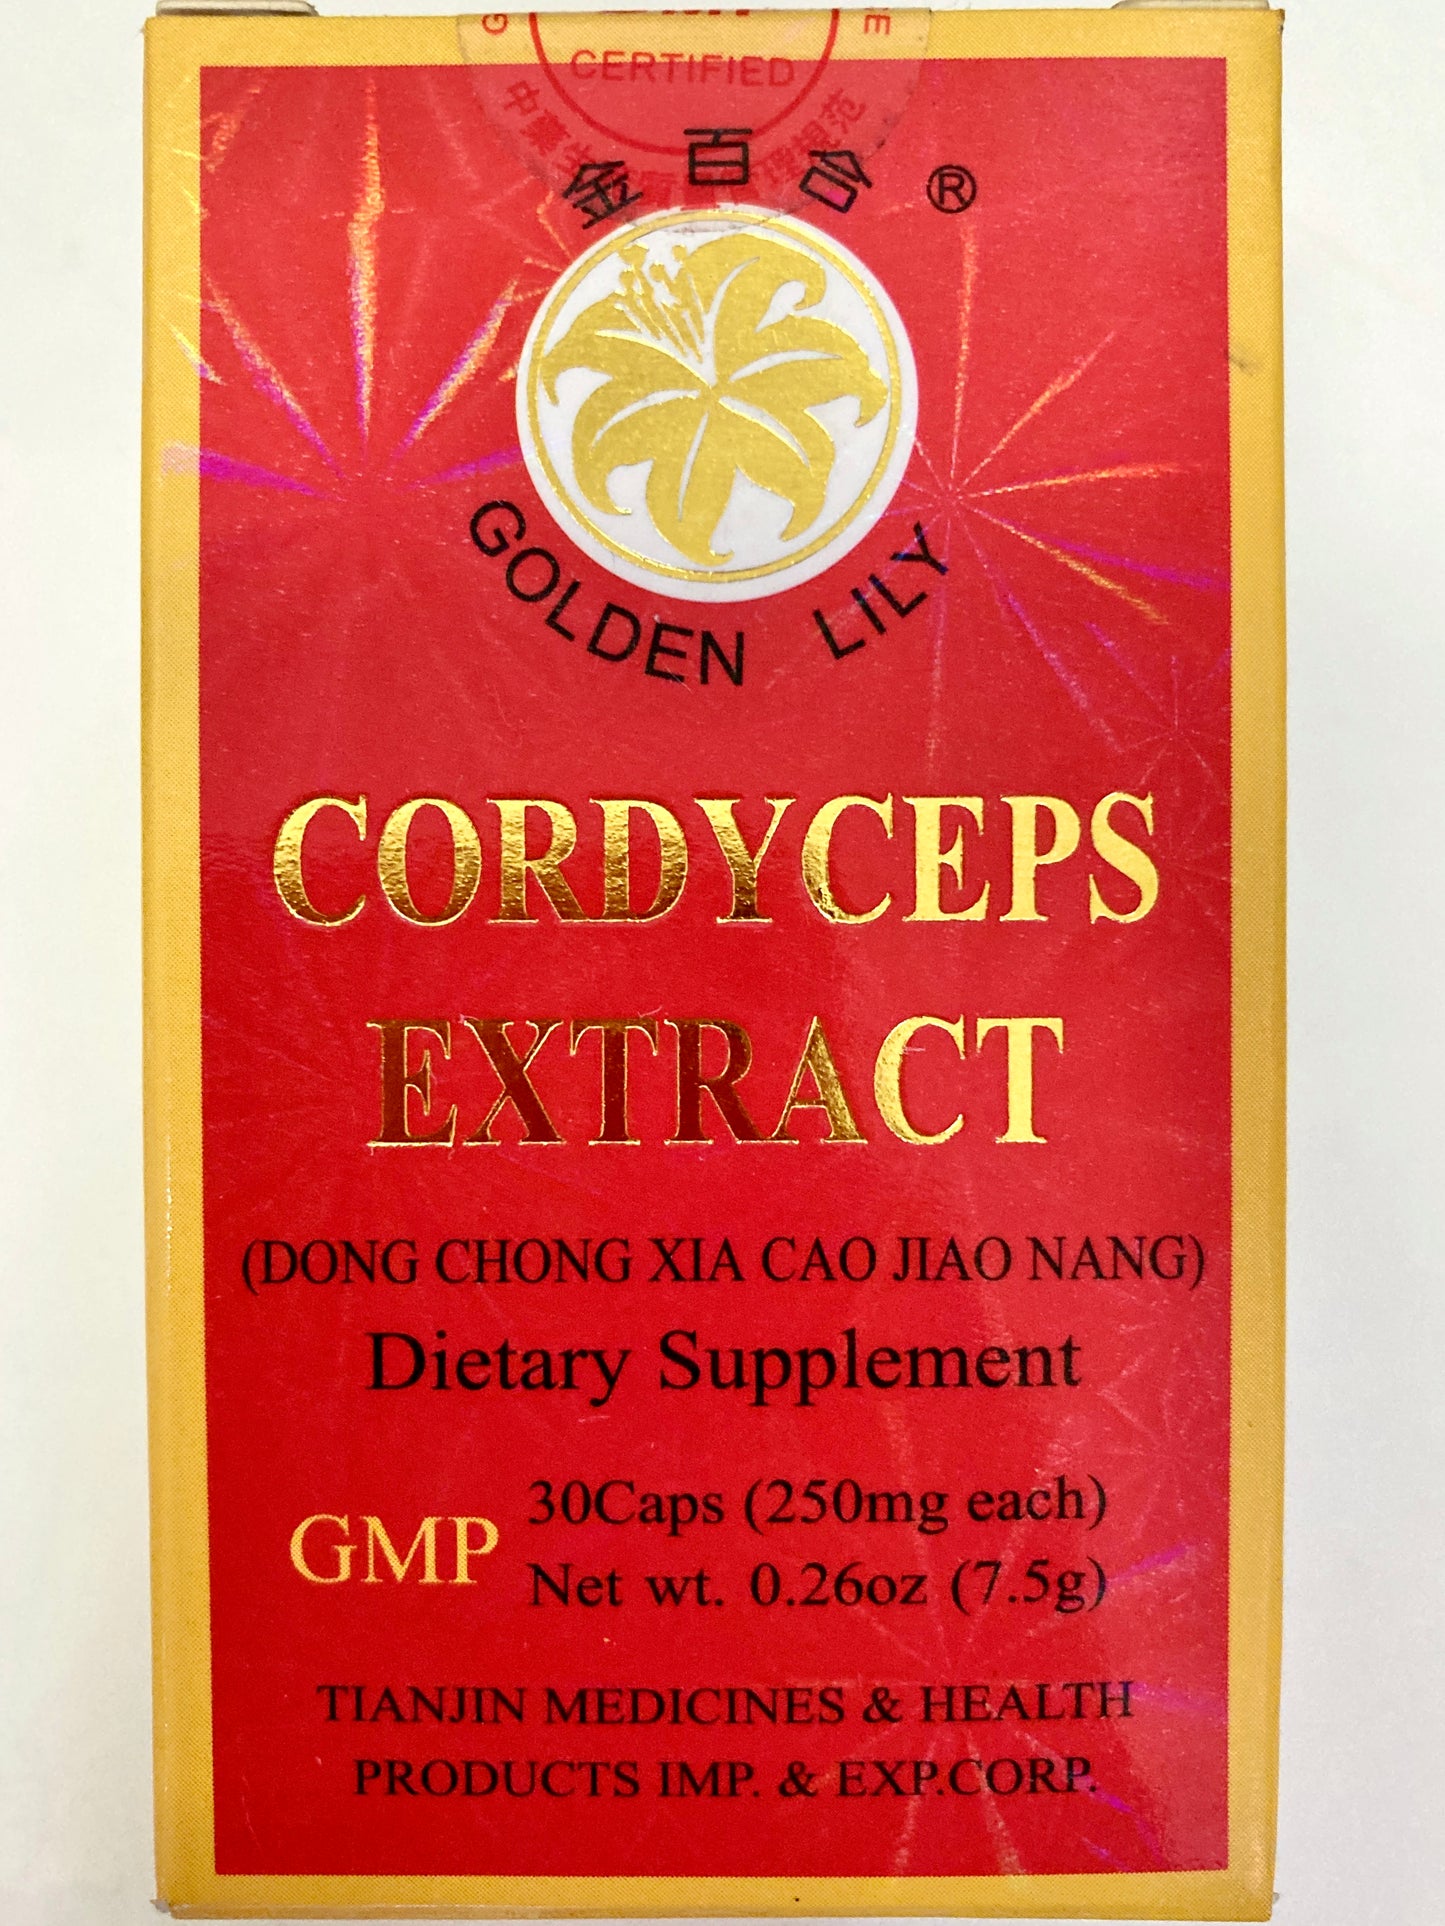 CERTIFIED
金百合®
GOLDEN LILY
CORDYCEPS
EXTRACT
(DONG CHONG XIA CAO JIAO NANG)
Dietary Supplement
GMP
30Caps (250mg each)
Net wt. 0.26oz (7.5g)
TIANJIN MEDICINES & HEALTH
PRODUCTS IMP. & EXP.CORP.